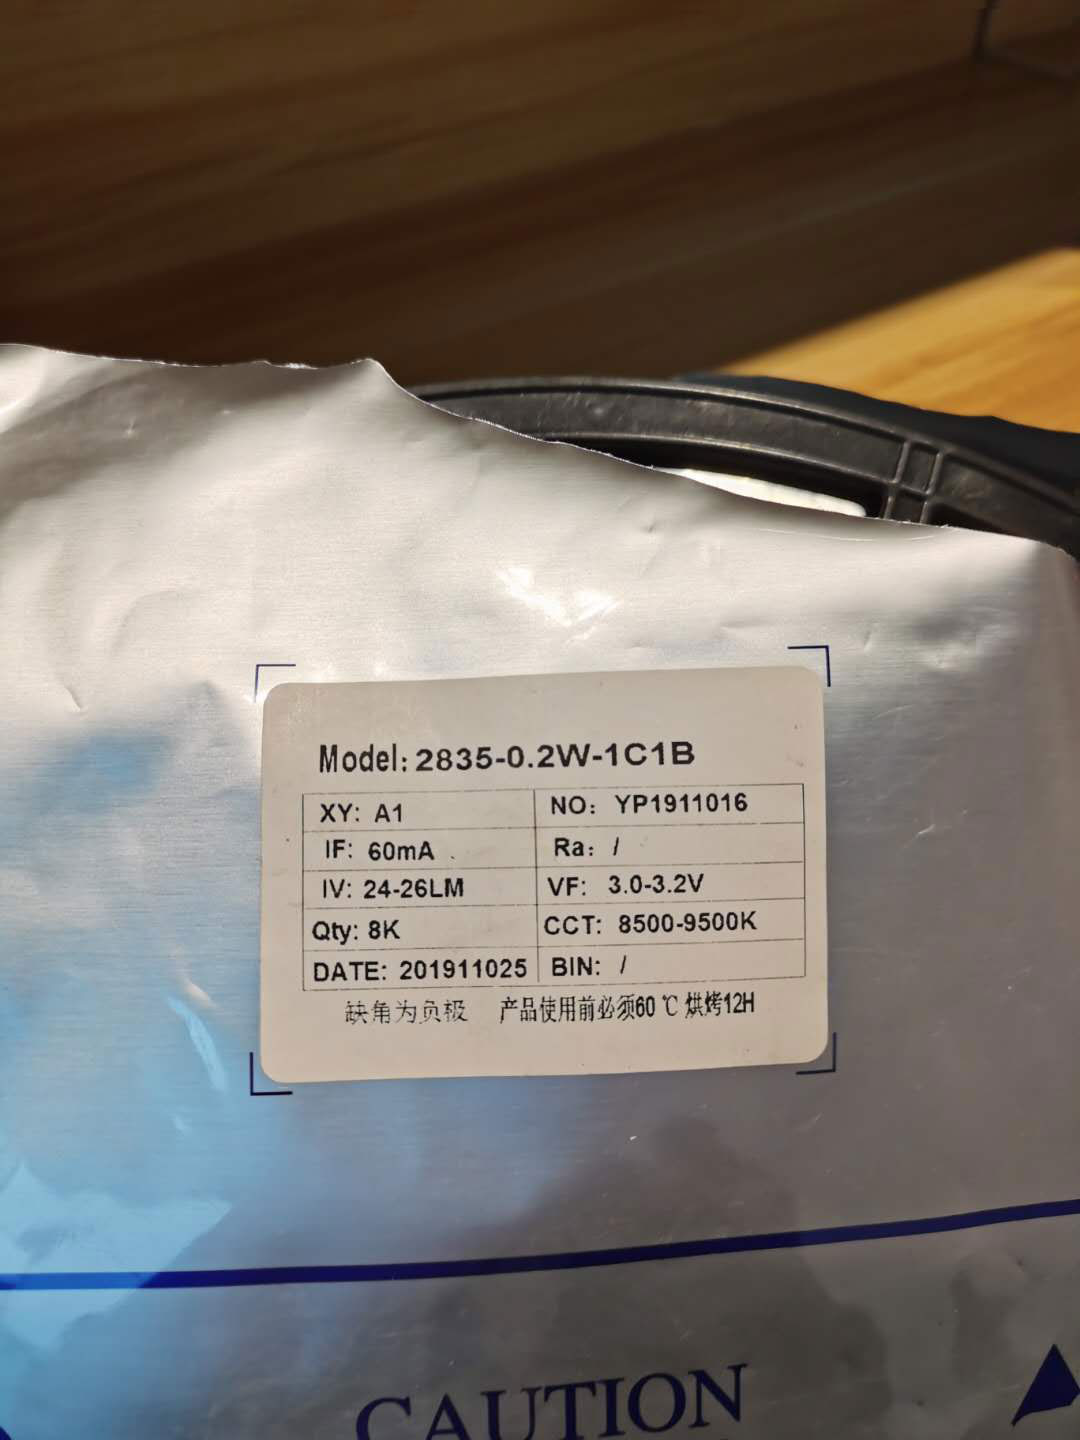 Model: 2835-0.2W-1C1B
XY: A1 NO: YP1911016
IF: 60mA Ra: /
IV: 24-26LM VF: 3.0-3.2V
Qty: 8K CCT: 8500-9500K
DATE: 201911025 BIN: /
缺角为负极 产品使用前必须60℃烘烤12H
CAUTION